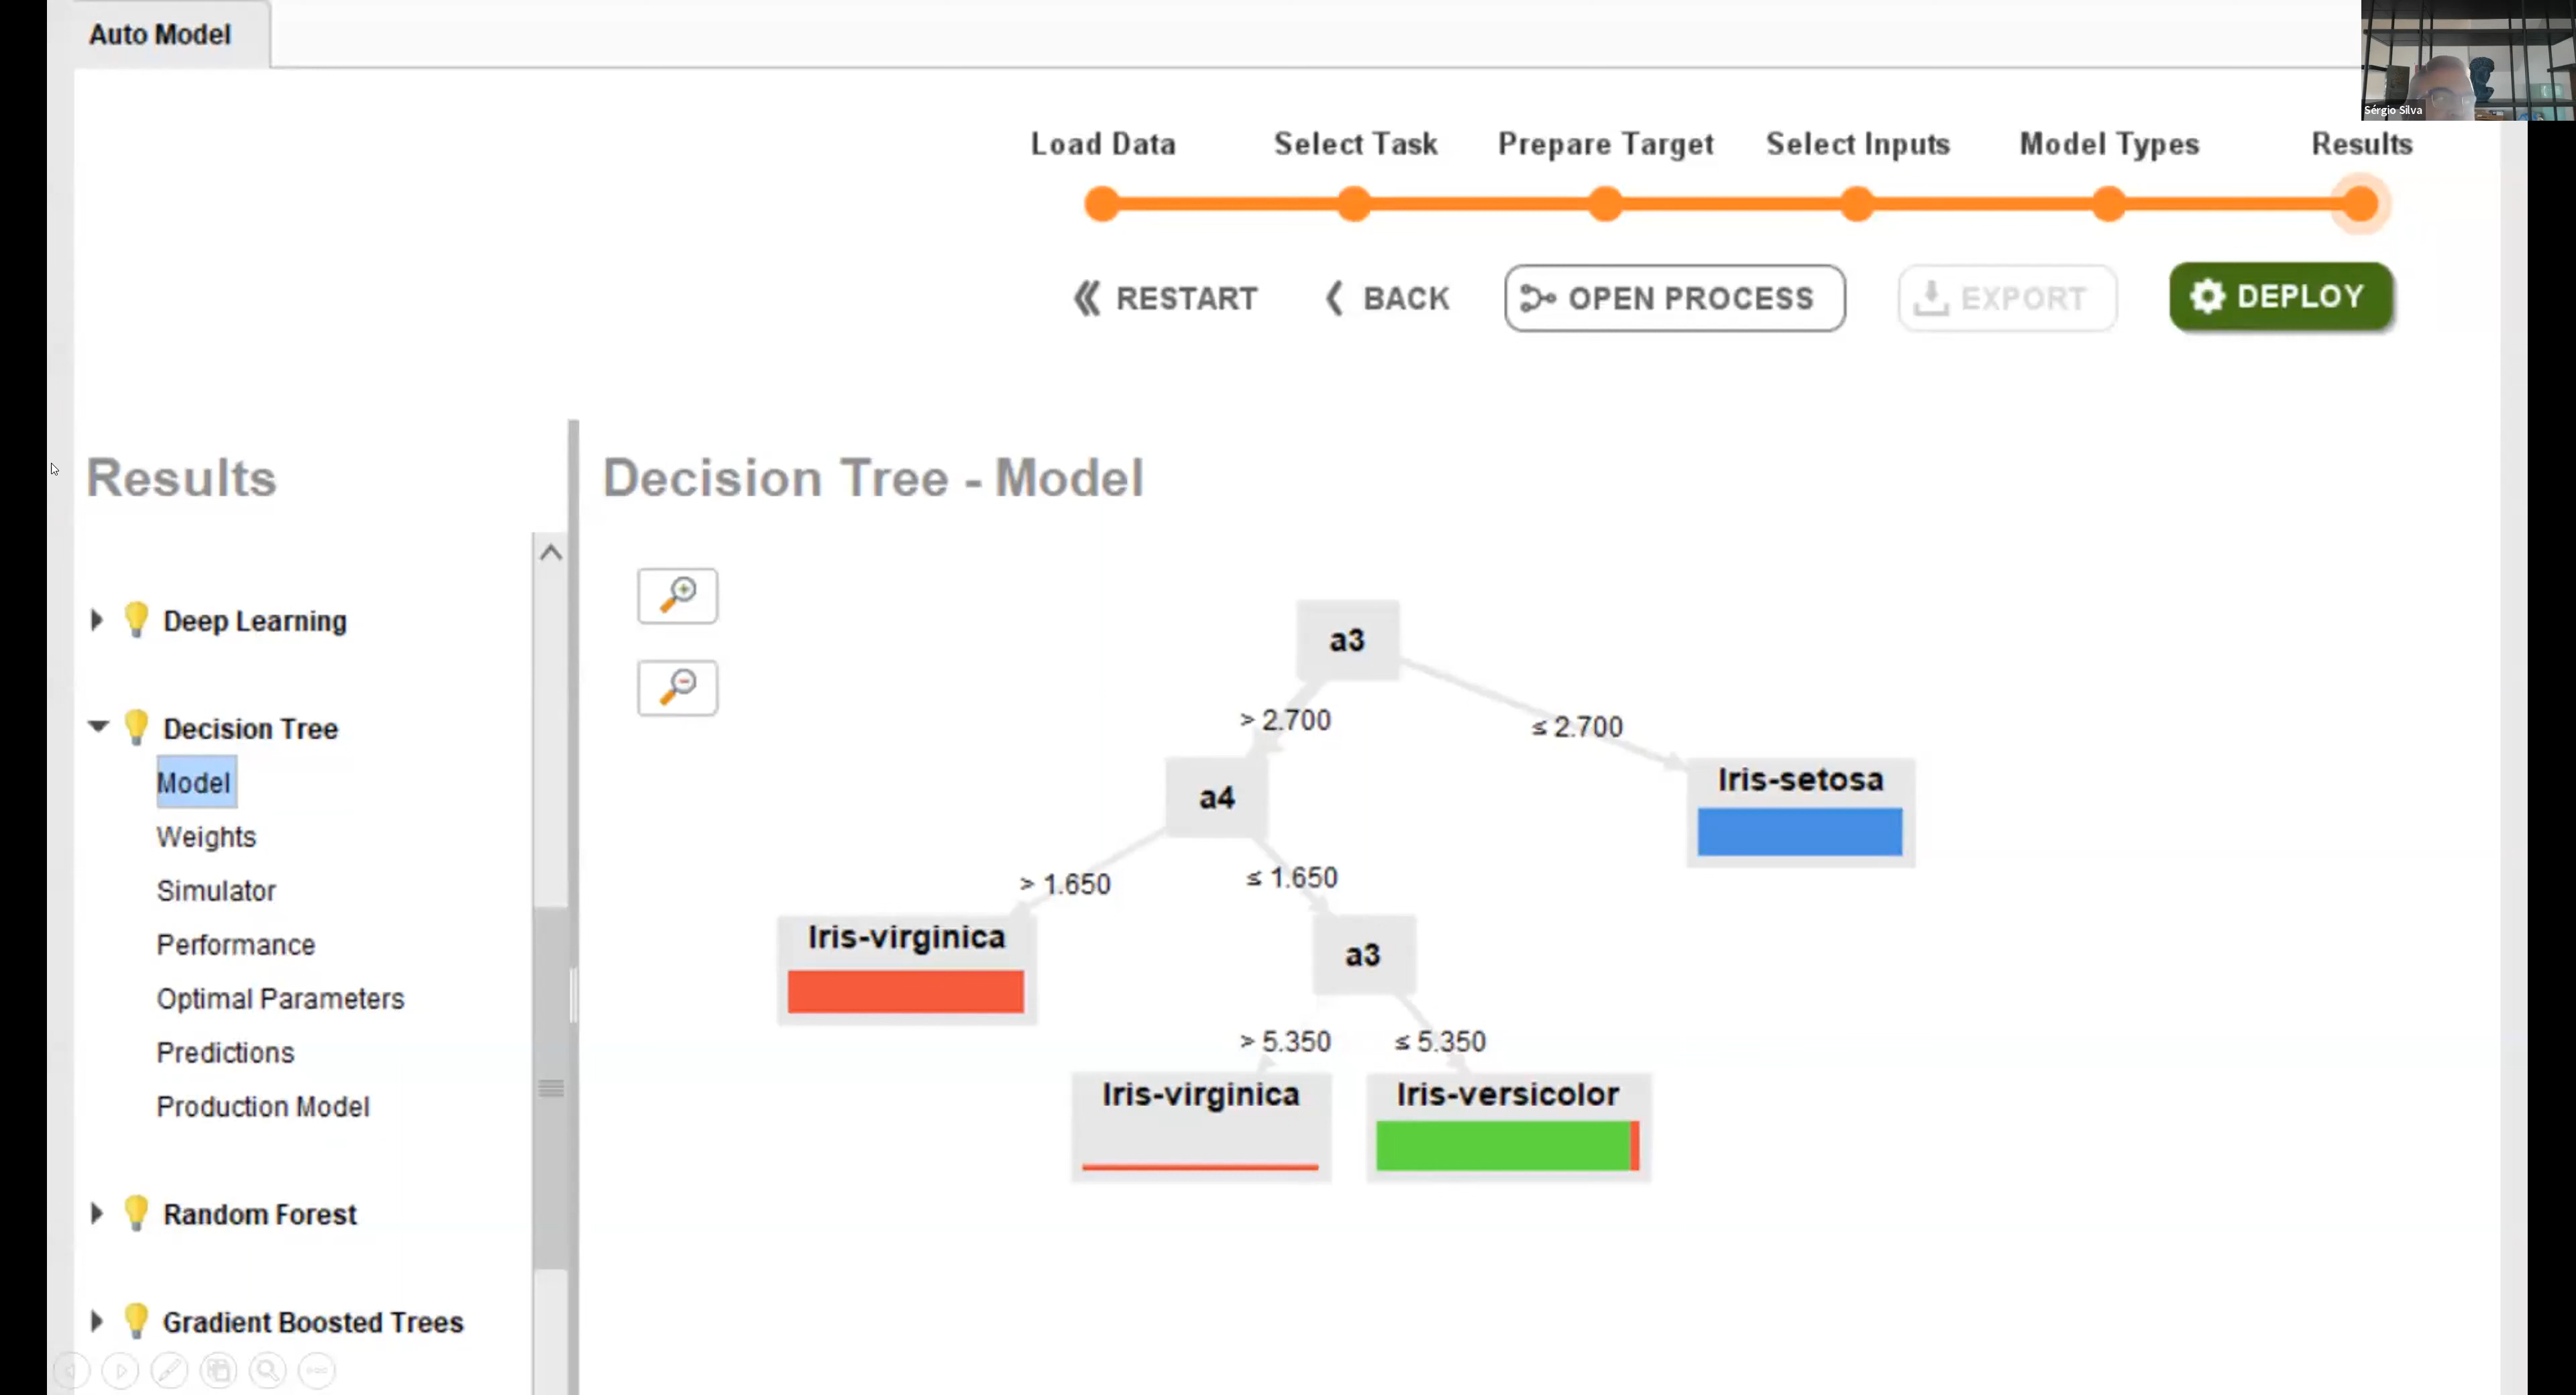 Auto Model
Sérgio Silva
Load Data
Select Task
Prepare Target
Select Inputs
Model Types
Results
RESTART
BACK
OPEN PROCESS
EXPORT
DEPLOY
Results
Deep Learning
Decision Tree
Model
Weights
Simulator
Performance
Optimal Parameters
Predictions
Production Model
Random Forest
Gradient Boosted Trees
Decision Tree - Model
a3
> 2.700
≤ 2.700
a4
Iris-setosa
> 1.650
≤ 1.650
Iris-virginica
a3
> 5.350
≤ 5.350
Iris-virginica
Iris-versicolor